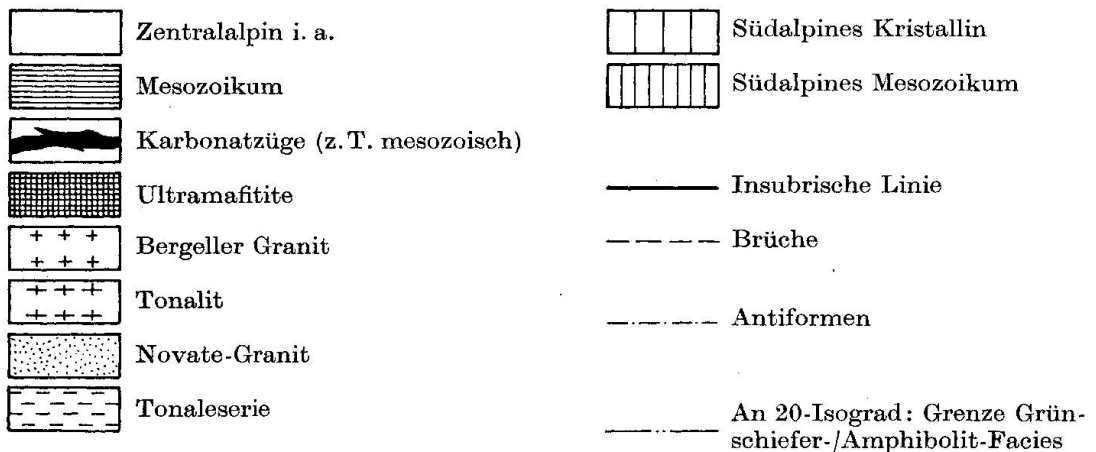 Zentralalpin i. a.
Mesozoikum
Karbonatzüge (z. T. mesozoisch)
Ultramafitite
Bergeller Granit
Tonalit
Novate-Granit
Tonaleserie
Südalpines Kristallin
Südalpines Mesozoikum
Insubrische Linie
Brüche
Antiformen
An 20-Isograd: Grenze Grün-
schiefer-/Amphibolit-Facies